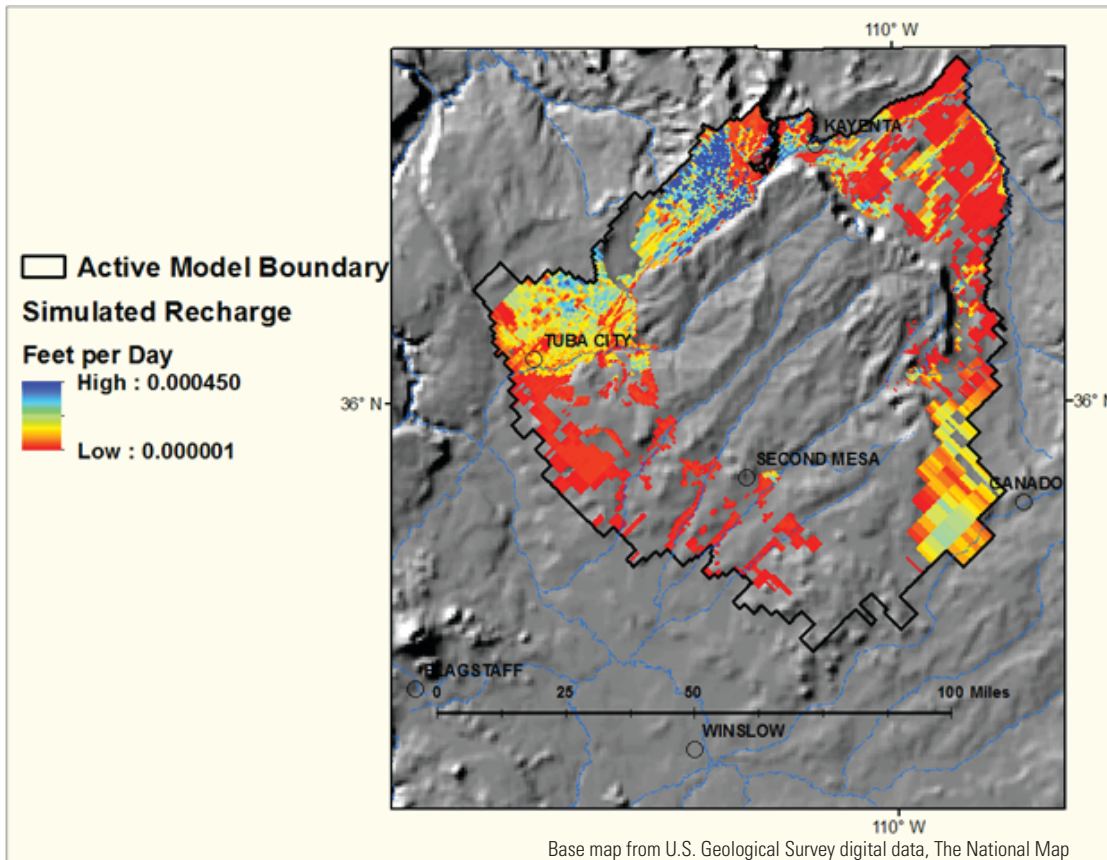 110° W
KAYENTA
Active Model Boundary
Simulated Recharge
Feet per Day
High : 0.000450
Low : 0.000001
TUBA CITY
36° N
36° N
SECOND MESA
GANADO
FLAGSTAFF
0 25 50 100 Miles
WINSLOW
110° W
Base map from U.S. Geological Survey digital data, The National Map